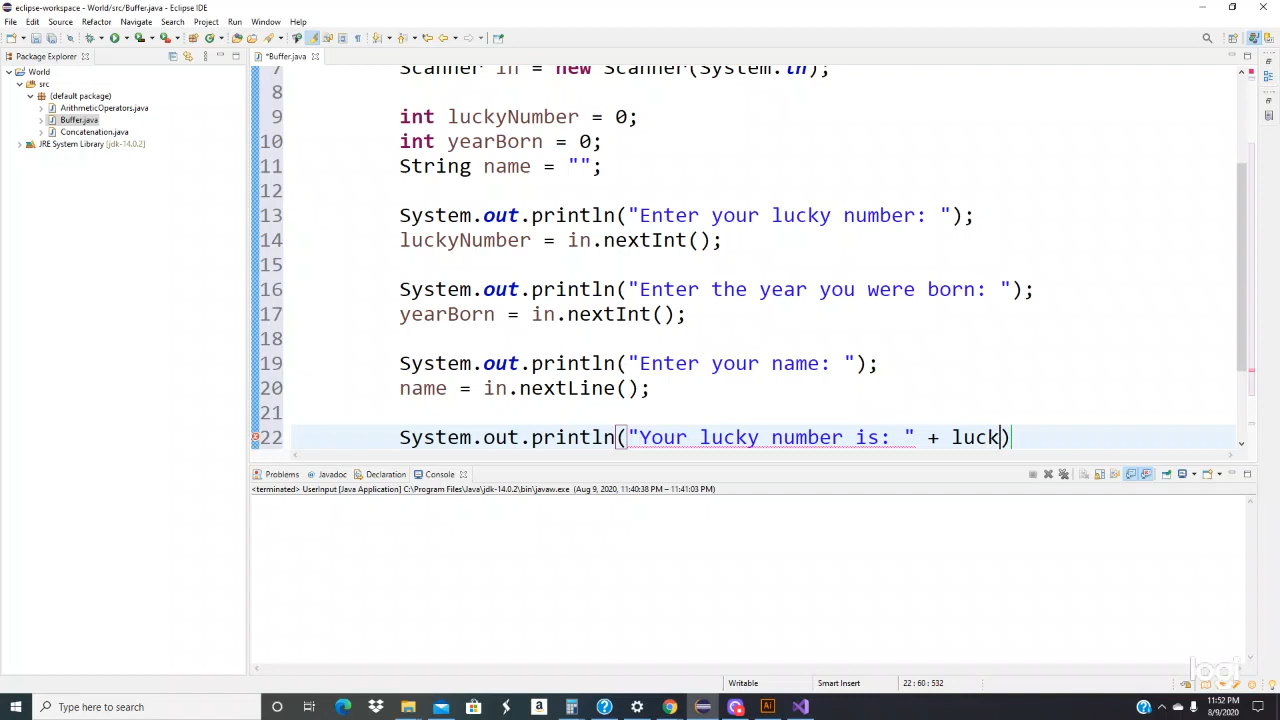 eclipse-workspace - World/src/Buffer.java - Eclipse IDE
File Edit Source Refactor Navigate Search Project Run Window Help
Package Explorer
*Buffer.java
World
src
(default package)
ArithmeticOperators.java
Buffer.java
Concatenation.java
JRE System Library [jdk-14.0.2]
7 Scanner in = new Scanner(System.in);
8
9 int luckyNumber = 0;
10 int yearBorn = 0;
11 String name = "";
12
13 System.out.println("Enter your lucky number: ");
14 luckyNumber = in.nextInt();
15
16 System.out.println("Enter the year you were born: ");
17 yearBorn = in.nextInt();
18
19 System.out.println("Enter your name: ");
20 name = in.nextLine();
21
22 System.out.println("Your lucky number is: " + luck)
Problems Javadoc Declaration Console
<terminated> UserInput [Java Application] C:\Program Files\Java\jdk-14.0.2\bin\javaw.exe (Aug 9, 2020, 11:40:38 PM – 11:41:03 PM)
Writable Smart Insert 22 : 60 : 532
logi
Type here to search
11:52 PM
8/9/2020